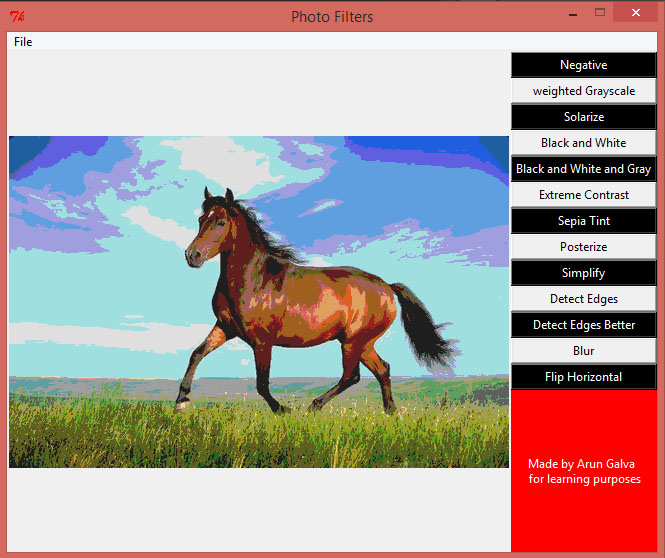 Photo Filters
File
Negative
weighted Grayscale
Solarize
Black and White
Black and White and Gray
Extreme Contrast
Sepia Tint
Posterize
Simplify
Detect Edges
Detect Edges Better
Blur
Flip Horizontal
Made by Arun Galva
for learning purposes